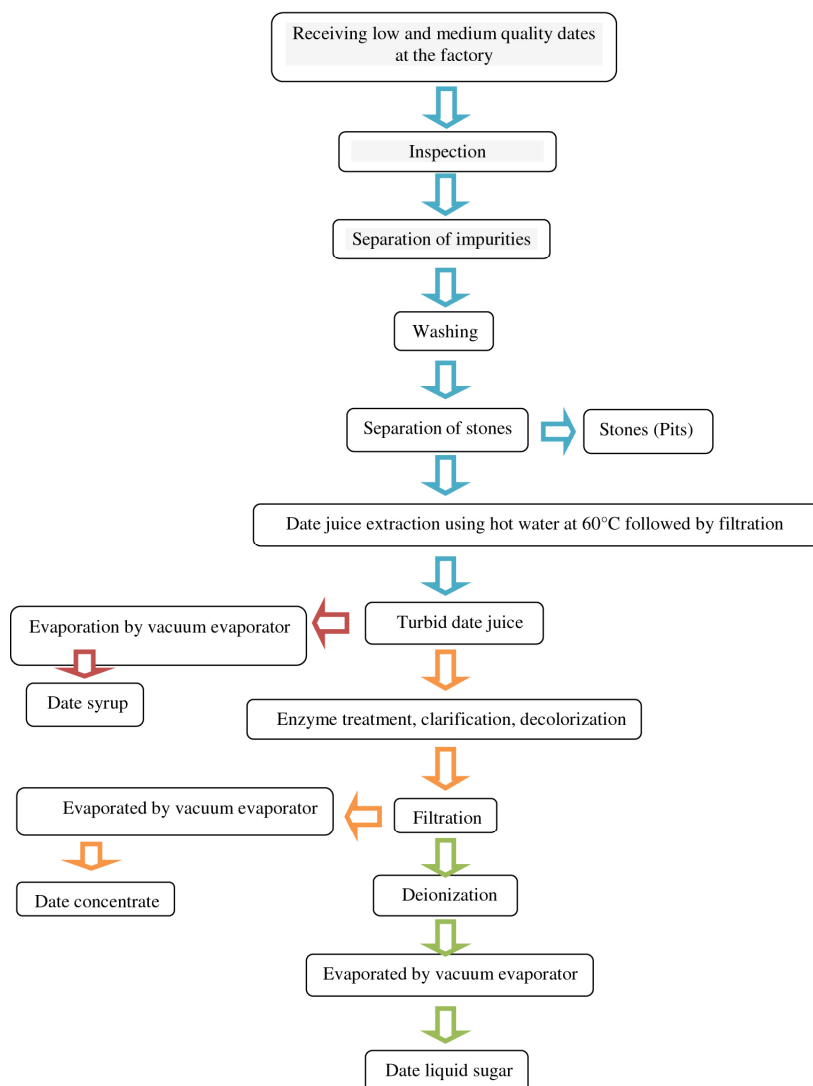 Receiving low and medium quality dates
at the factory
Inspection
Separation of impurities
Washing
Separation of stones
Stones (Pits)
Date juice extraction using hot water at 60°C followed by filtration
Turbid date juice
Evaporation by vacuum evaporator
Date syrup
Enzyme treatment, clarification, decolorization
Evaporated by vacuum evaporator
Filtration
Date concentrate
Deionization
Evaporated by vacuum evaporator
Date liquid sugar